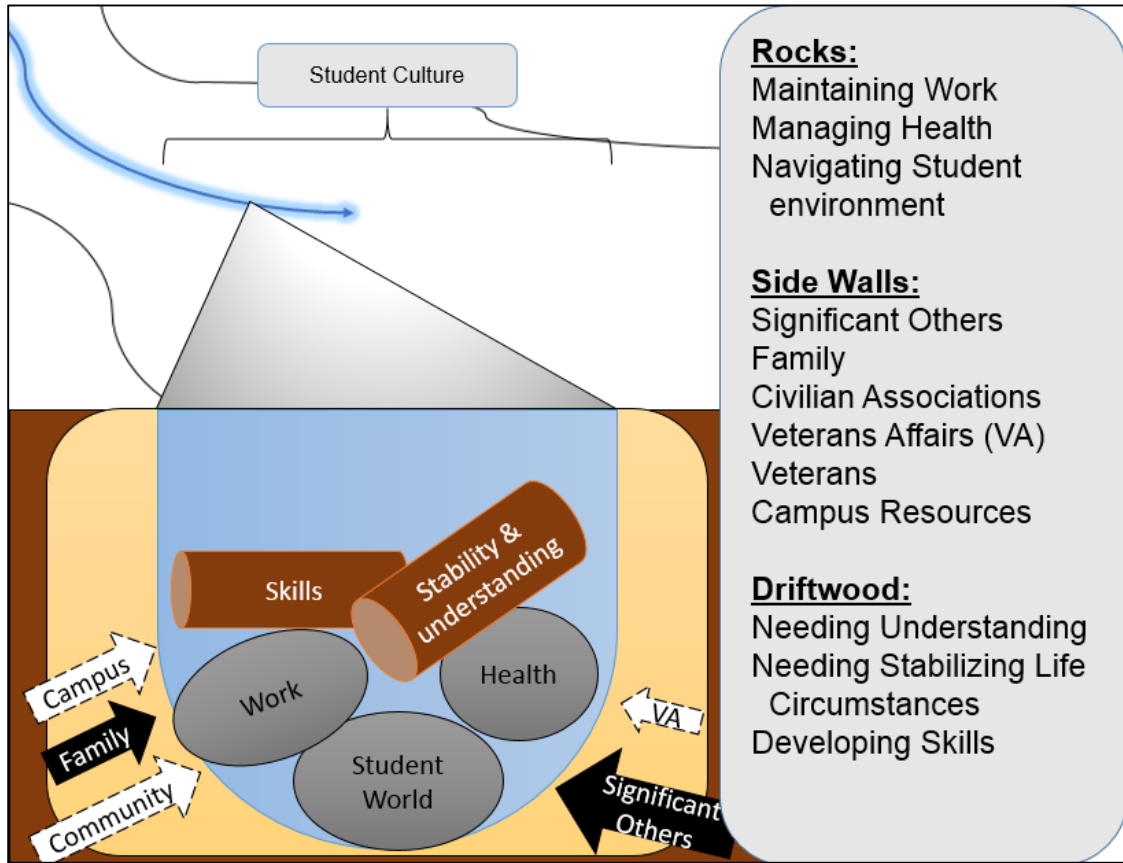 Student Culture
Rocks:
Maintaining Work
Managing Health
Navigating Student
environment
Side Walls:
Significant Others
Family
Civilian Associations
Veterans Affairs (VA)
Veterans
Campus Resources
Driftwood:
Needing Understanding
Needing Stabilizing Life
Circumstances
Developing Skills
Skills
Stability &
understanding
Work
Health
Student
World
Campus
Family
Community
VA
Significant
Others